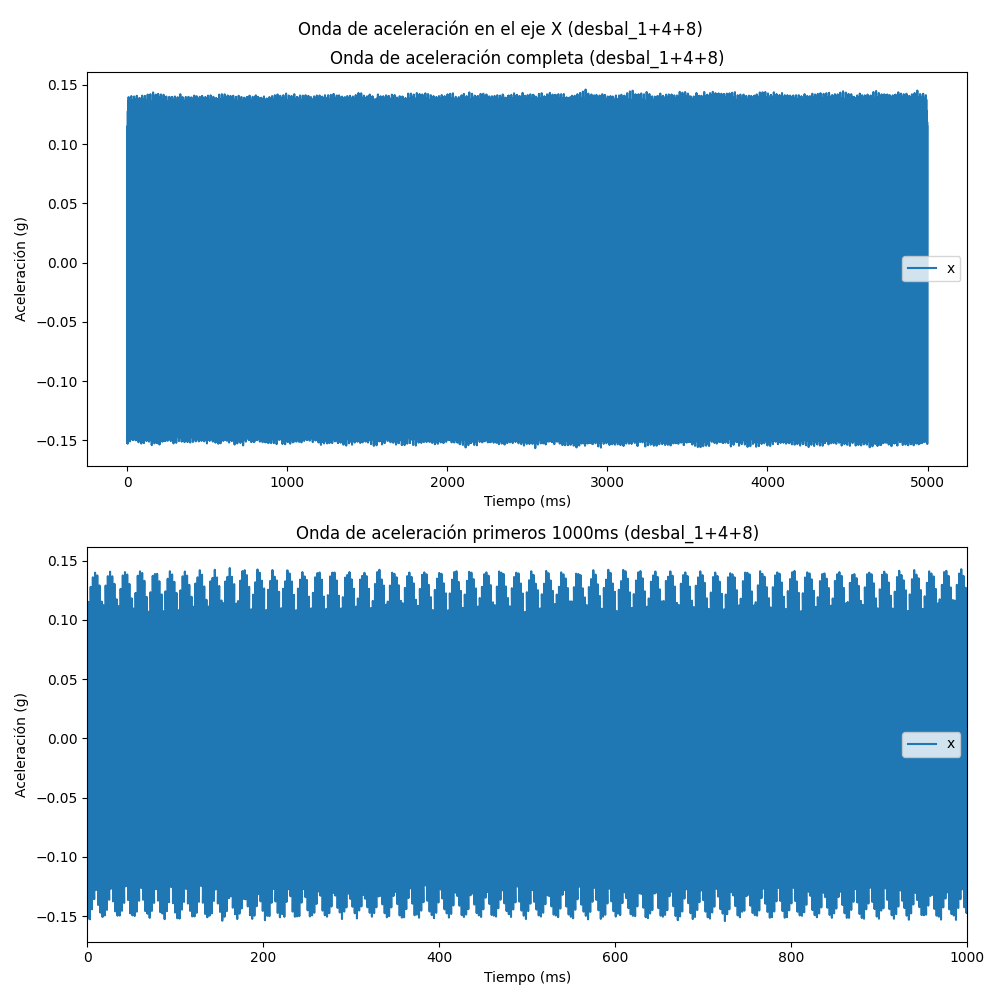 Onda de aceleración en el eje X (desbal_1+4+8)
Onda de aceleración completa (desbal_1+4+8)
0.15
0.10
0.05
0.00
−0.05
−0.10
−0.15
Aceleración (g)
x
0 1000 2000 3000 4000 5000
Tiempo (ms)
Onda de aceleración primeros 1000ms (desbal_1+4+8)
0.15
0.10
0.05
0.00
−0.05
−0.10
−0.15
Aceleración (g)
x
0 200 400 600 800 1000
Tiempo (ms)